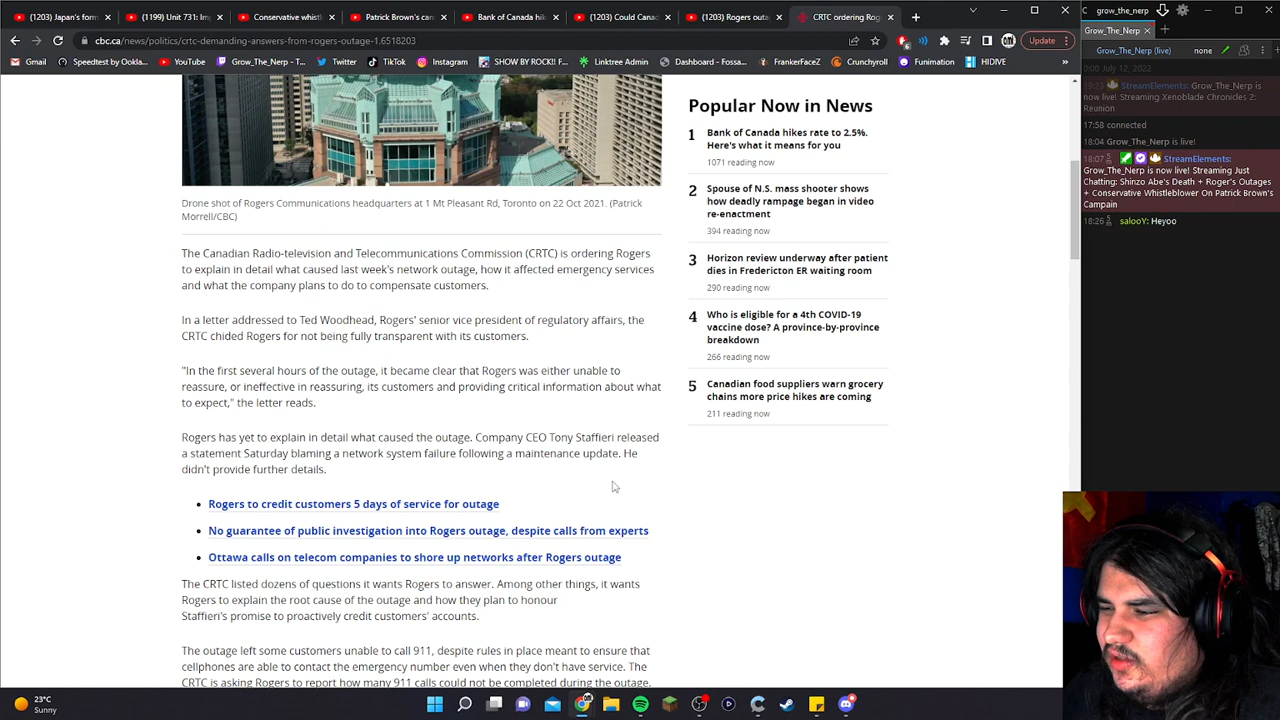 (1203) Japan's form
(1199) Unit 731: Im
Conservative whistl
Patrick Brown's can
Bank of Canada hik
(1203) Could Canad
(1203) Rogers outa
CRTC ordering Rog
cbc.ca/news/politics/crtc-demanding-answers-from-rogers-outage-1.6518203
Update
Gmail
Speedtest by Ookla...
YouTube
Grow_The_Nerp - T...
Twitter
TikTok
Instagram
SHOW BY ROCK!! F...
Linktree Admin
Dashboard - Fossa...
FrankerFaceZ
Crunchyroll
Funimation
HIDIVE
Drone shot of Rogers Communications headquarters at 1 Mt Pleasant Rd, Toronto on 22 Oct 2021. (Patrick
Morrell/CBC)
The Canadian Radio-television and Telecommunications Commission (CRTC) is ordering Rogers
to explain in detail what caused last week's network outage, how it affected emergency services
and what the company plans to do to compensate customers.
In a letter addressed to Ted Woodhead, Rogers' senior vice president of regulatory affairs, the
CRTC chided Rogers for not being fully transparent with its customers.
"In the first several hours of the outage, it became clear that Rogers was either unable to
reassure, or ineffective in reassuring, its customers and providing critical information about what
to expect," the letter reads.
Rogers has yet to explain in detail what caused the outage. Company CEO Tony Staffieri released
a statement Saturday blaming a network system failure following a maintenance update. He
didn't provide further details.
Rogers to credit customers 5 days of service for outage
No guarantee of public investigation into Rogers outage, despite calls from experts
Ottawa calls on telecom companies to shore up networks after Rogers outage
The CRTC listed dozens of questions it wants Rogers to answer. Among other things, it wants
Rogers to explain the root cause of the outage and how they plan to honour
Staffieri's promise to proactively credit customers' accounts.
The outage left some customers unable to call 911, despite rules in place meant to ensure that
cellphones are able to contact the emergency number even when they don't have service. The
CRTC is asking Rogers to report how many 911 calls could not be completed during the outage.
Popular Now in News
1 Bank of Canada hikes rate to 2.5%.
Here's what it means for you
1071 reading now
2 Spouse of N.S. mass shooter shows
how deadly rampage began in video
re-enactment
394 reading now
3 Horizon review underway after patient
dies in Fredericton ER waiting room
290 reading now
4 Who is eligible for a 4th COVID-19
vaccine dose? A province-by-province
breakdown
266 reading now
5 Canadian food suppliers warn grocery
chains more price hikes are coming
211 reading now
grow_the_nerp
Grow_The_Nerp
Grow_The_Nerp (live)
none
0:00 July 12, 2022
19:23 StreamElements: Grow_The_Nerp is
now live! Streaming Xenoblade Chronicles 2:
Reunion
17:58 connected
18:04 Grow_The_Nerp is live!
18:07 StreamElements:
Grow_The_Nerp is now live! Streaming Just
Chatting: Shinzo Abe's Death + Roger's Outages
+ Conservative Whistleblower On Patrick Brown's
Campain
18:26 salooY: Heyoo
23°C
Sunny